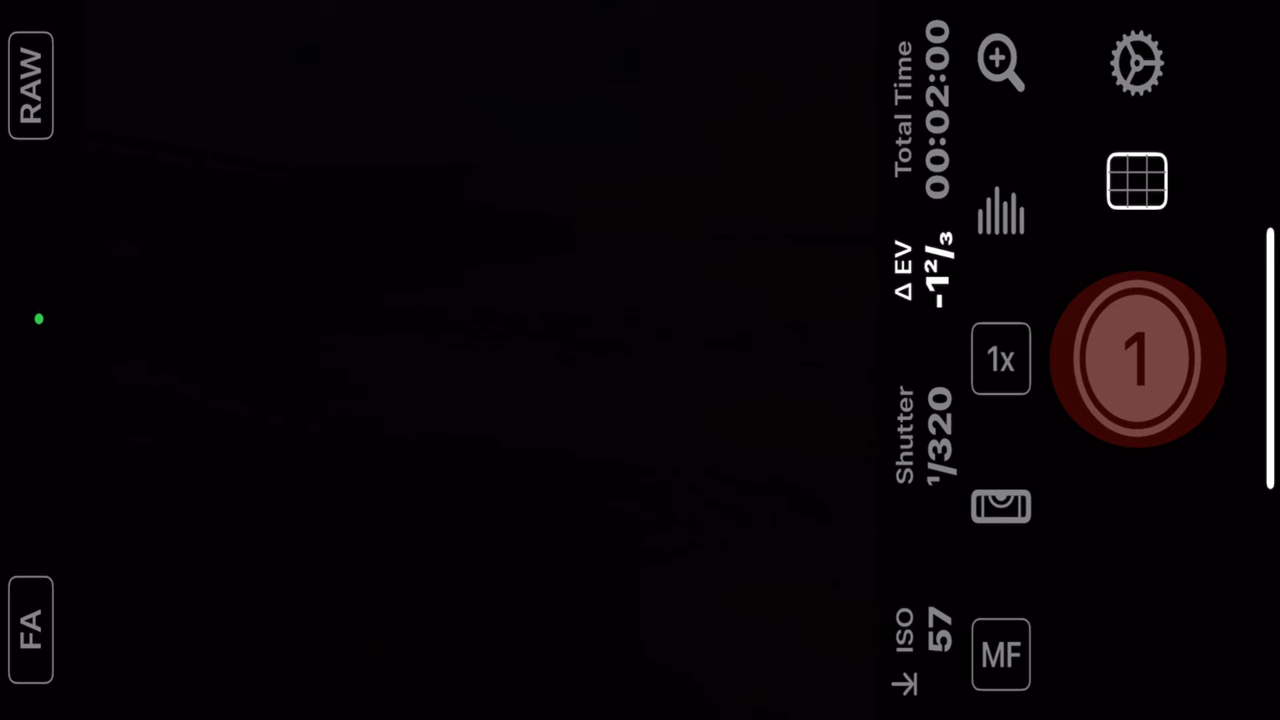 RAW
FA
ISO
57
Shutter
1/320
Δ EV
-1²/₃
Total Time
00:02:00
MF
1x
1